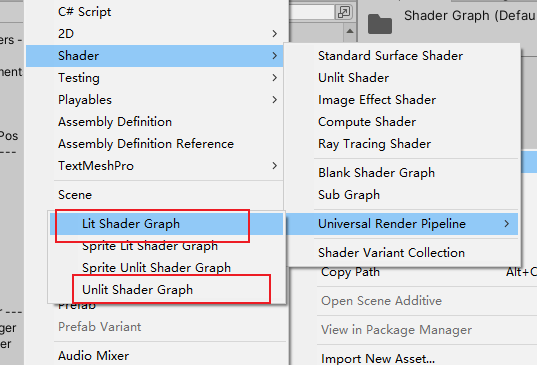 C# Script
Shader Graph (Defau
2D
Shader
Standard Surface Shader
Testing
Unlit Shader
Playables
Image Effect Shader
Assembly Definition
Compute Shader
Assembly Definition Reference
Ray Tracing Shader
TextMeshPro
Blank Shader Graph
Scene
Sub Graph
Lit Shader Graph
Universal Render Pipeline
Sprite Lit Shader Graph
Shader Variant Collection
Sprite Unlit Shader Graph
Copy Path
Alt+C
Unlit Shader Graph
Open Scene Additive
Prefab
Prefab Variant
View in Package Manager
Audio Mixer
Import New Asset...
ers -
ment
Pos
---
r ---
ger
er